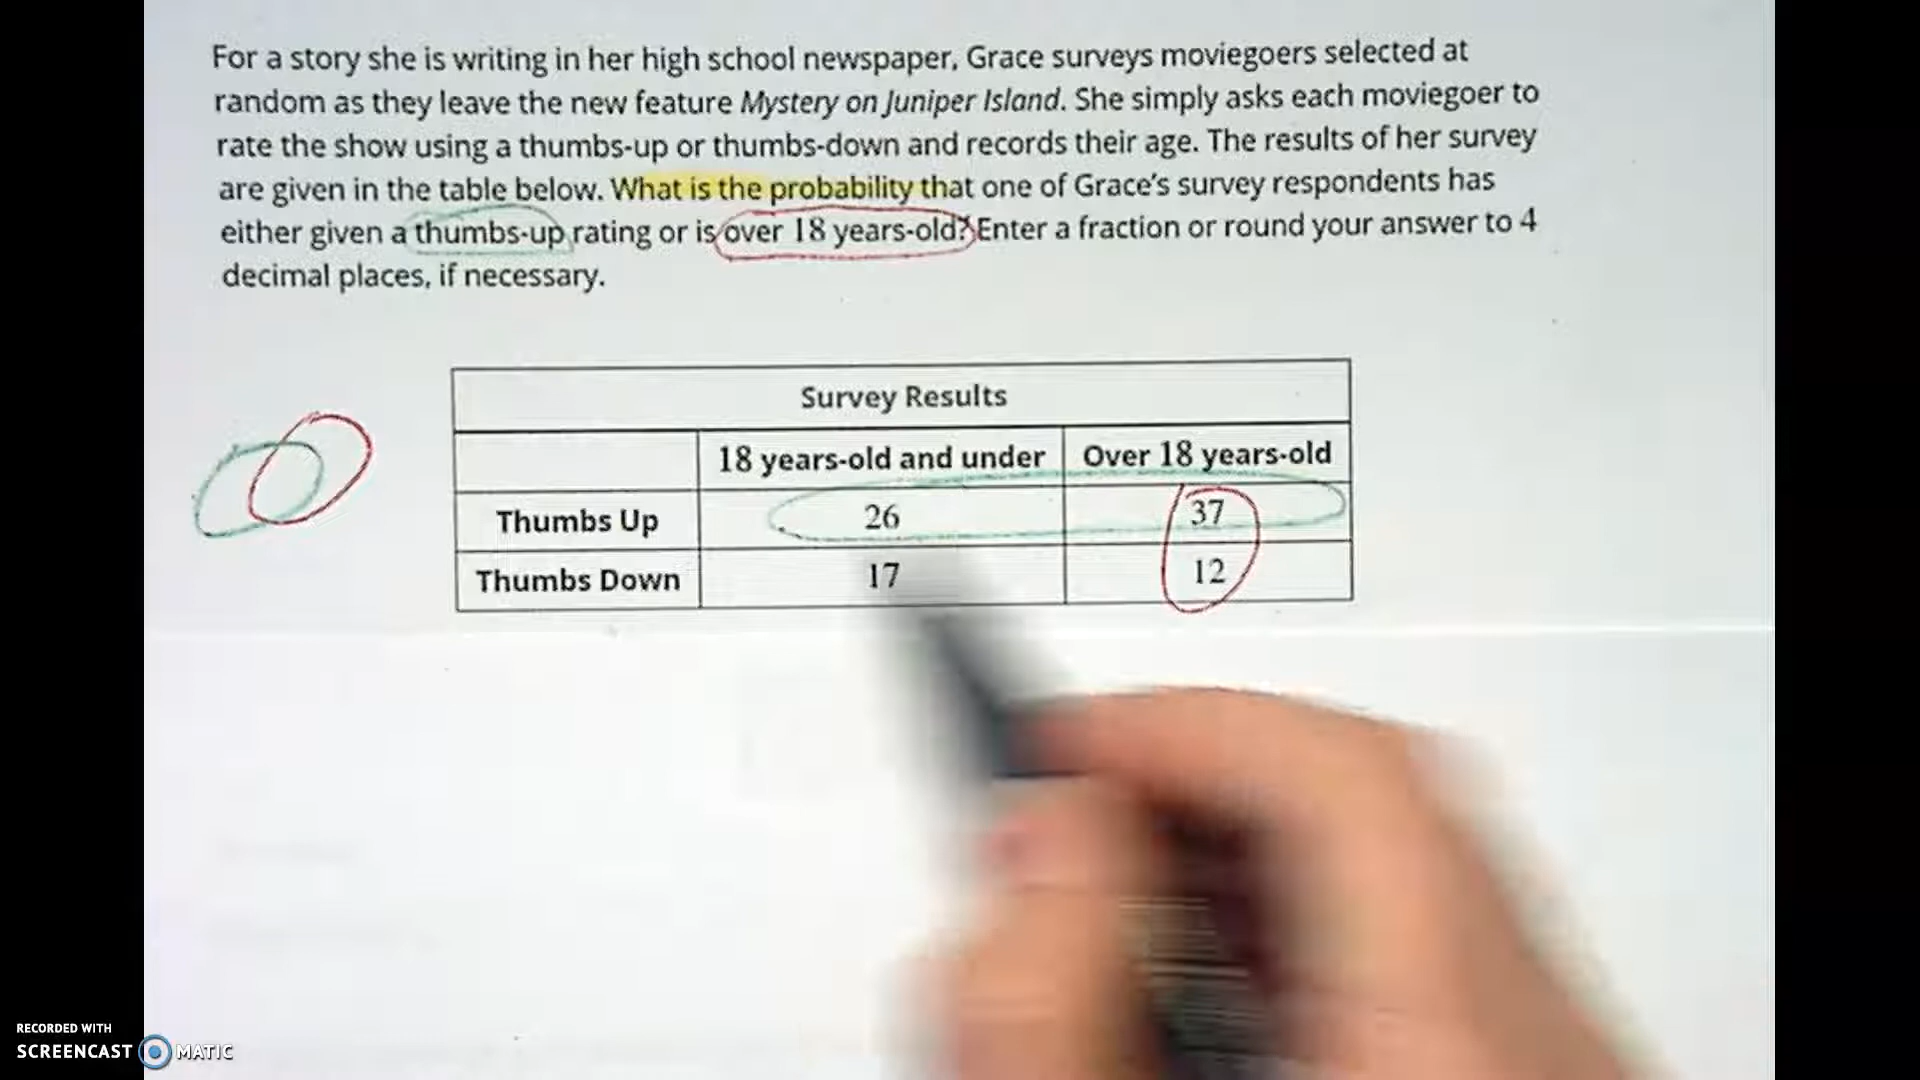 For a story she is writing in her high school newspaper, Grace surveys moviegoers selected at
random as they leave the new feature Mystery on Juniper Island. She simply asks each moviegoer to
rate the show using a thumbs-up or thumbs-down and records their age. The results of her survey
are given in the table below. What is the probability that one of Grace's survey respondents has
either given a thumbs-up rating or is over 18 years-old? Enter a fraction or round your answer to 4
decimal places, if necessary.
Survey Results
18 years-old and under Over 18 years-old
Thumbs Up 26 37
Thumbs Down 17 12
RECORDED WITH
SCREENCAST MATIC